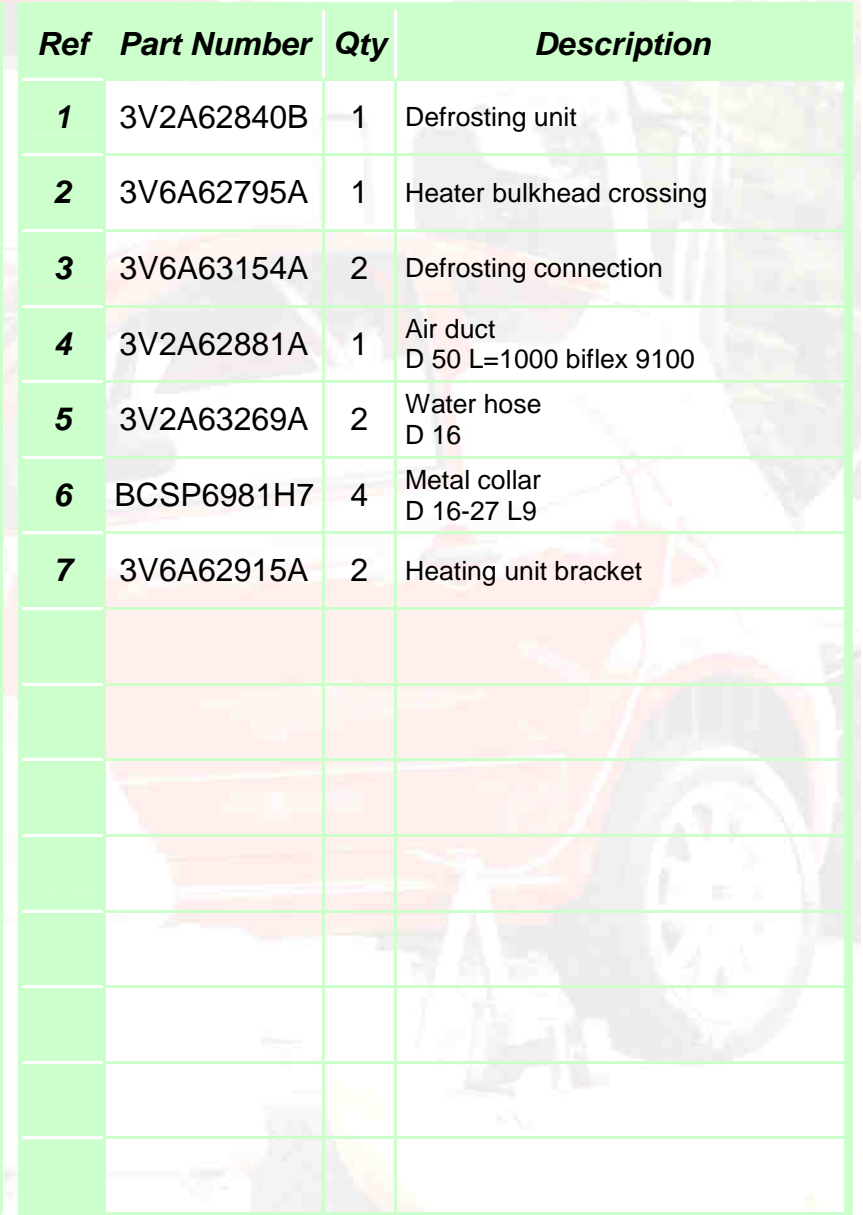 Ref Part Number Qty Description
1 3V2A62840B 1 Defrosting unit
2 3V6A62795A 1 Heater bulkhead crossing
3 3V6A63154A 2 Defrosting connection
4 3V2A62881A 1 Air duct
D 50 L=1000 biflex 9100
5 3V2A63269A 2 Water hose
D 16
6 BCSP6981H7 4 Metal collar
D 16-27 L9
7 3V6A62915A 2 Heating unit bracket